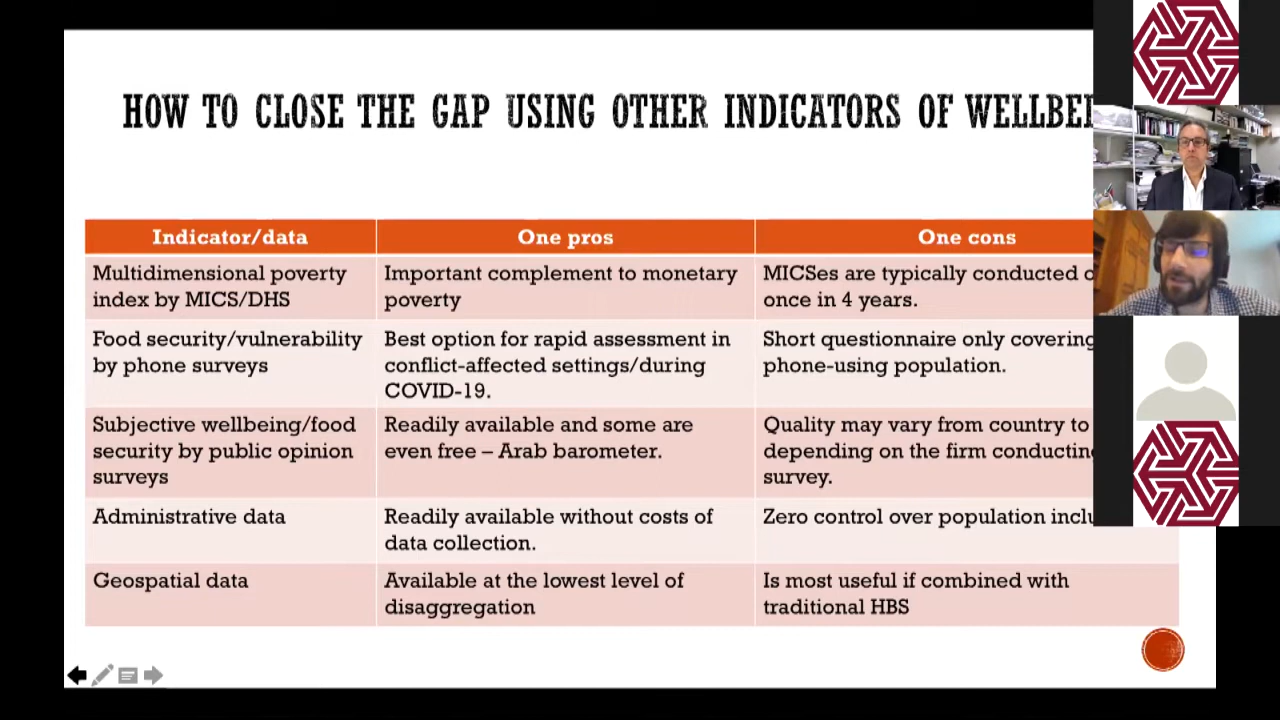 HOW TO CLOSE THE GAP USING OTHER INDICATORS OF
Indicator/data
One pros
One cons
Multidimensional poverty
index by MICS/DHS
Important complement to monetary
poverty
MICSes are typically conducted
once in 4 years.
Food security/vulnerability
by phone surveys
Best option for rapid assessment in
conflict-affected settings/during
COVID-19.
Short questionnaire only covering
phone-using population.
Subjective wellbeing/food
security by public opinion
surveys
Readily available and some are
even free – Arab barometer.
Quality may vary from country to
depending on the firm conducting
survey.
Administrative data
Readily available without costs of
data collection.
Zero control over population
Geospatial data
Available at the lowest level of
disaggregation
Is most useful if combined with
traditional HBS